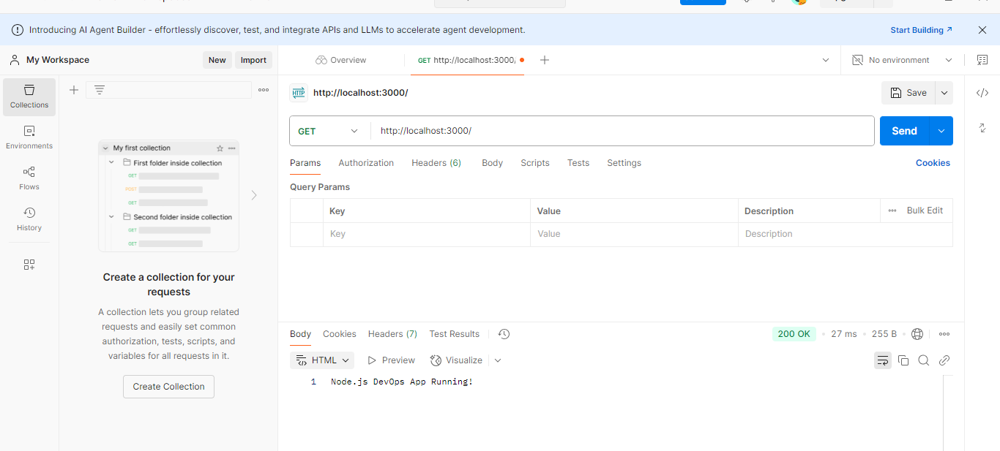 Introducing AI Agent Builder - effortlessly discover, test, and integrate APIs and LLMs to accelerate agent development.
Start Building
My Workspace
New
Import
Overview
GET http://localhost:3000/
No environment
Collections
Environments
Flows
History
My first collection
First folder inside collection
GET
POST
GET
Second folder inside collection
GET
GET
Create a collection for your
requests
A collection lets you group related
requests and easily set common
authorization, tests, scripts, and
variables for all requests in it.
Create Collection
HTTP
http://localhost:3000/
Save
GET
http://localhost:3000/
Send
Params
Authorization
Headers (6)
Body
Scripts
Tests
Settings
Cookies
Query Params
Key
Value
Description
Bulk Edit
Key
Value
Description
Body
Cookies
Headers (7)
Test Results
200 OK
27 ms
255 B
HTML
Preview
Visualize
1
Node.js DevOps App Running!